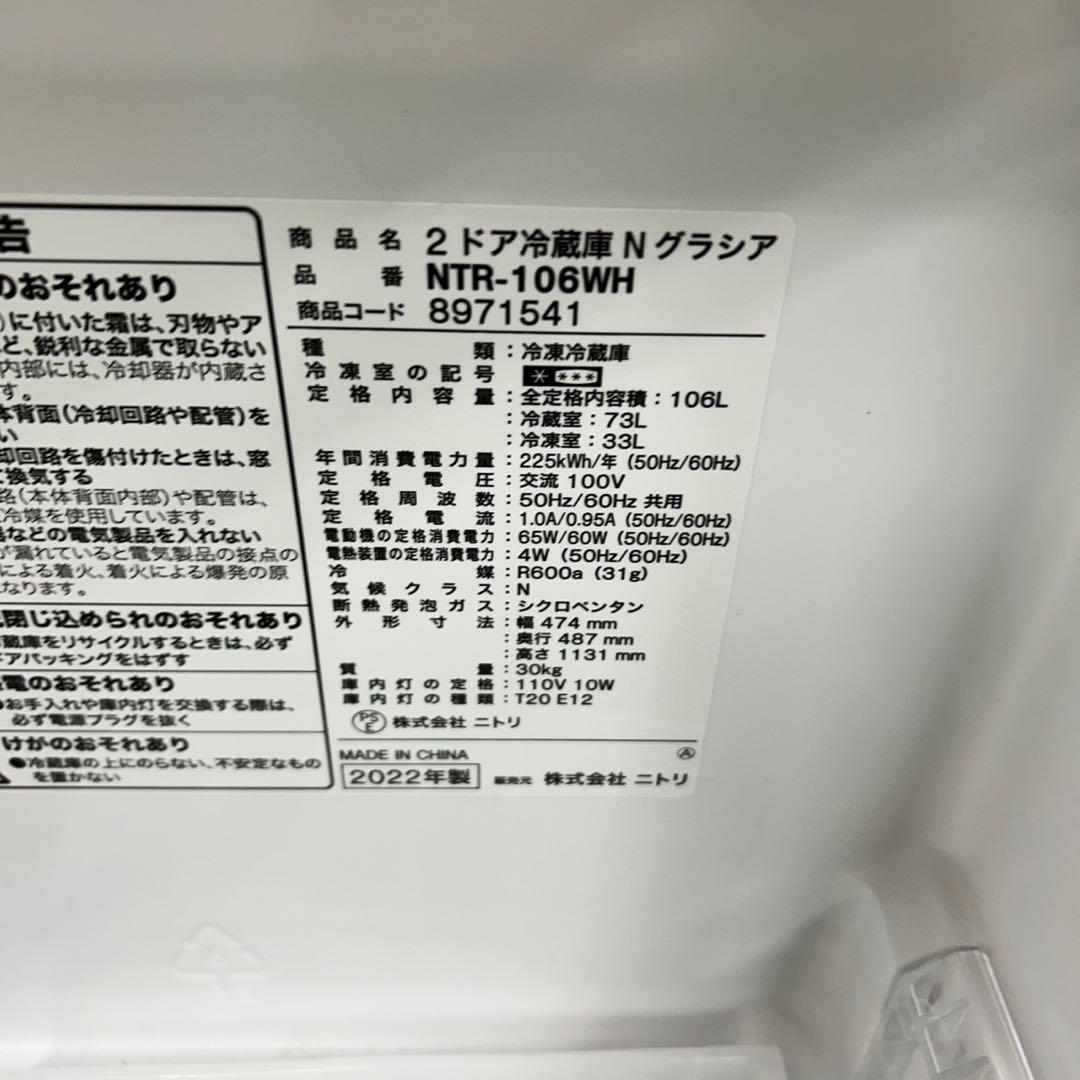 告
のおそれあり
)に付いた霜は、刃物やア
ど、鋭利な金属で取らない
内部には、冷却器が内蔵さ
す。
体背面(冷却回路や配管)を
い
却回路を傷付けたときは、窓
て換気する
路(本体背面内部)や配管は、
冷媒を使用しています。
器などの電気製品を入れない
が漏れていると電気製品の接点の
による着火、着火による爆発の原
なります。
閉じ込められのおそれあり
蔵庫をリサイクルするときは、必ず
ドアパッキングをはずす
電のおそれあり
●お手入れや庫内灯を交換する際は、
必ず電源プラグを抜く
けがのおそれあり
●冷蔵庫の上にのらない、不安定なもの
を置かない
商品名 2ドア冷蔵庫 N グラシア
品番 NTR-106WH
商品コード 8971541
種類:冷凍冷蔵庫
冷凍室の記号 * ***
定格内容量:全定格内容積:106L
:冷蔵室:73L
:冷凍室:33L
年間消費電力量:225kWh/年 (50Hz/60Hz)
定格電圧:交流 100V
定格周波数:50Hz/60Hz 共用
定格電流:1.0A/0.95A (50Hz/60Hz)
電動機の定格消費電力:65W/60W (50Hz/60Hz)
電熱装置の定格消費電力:4W (50Hz/60Hz)
冷媒:R600a (31g)
気候クラス:N
断熱発泡ガス:シクロペンタン
外形寸法:幅 474 mm
:奥行 487 mm
:高さ 1131 mm
質量:30kg
庫内灯の定格:110V 10W
庫内灯の種類:T20 E12
PSE 株式会社 ニトリ
MADE IN CHINA Ⓐ
2022年製 販売元 株式会社 ニトリ